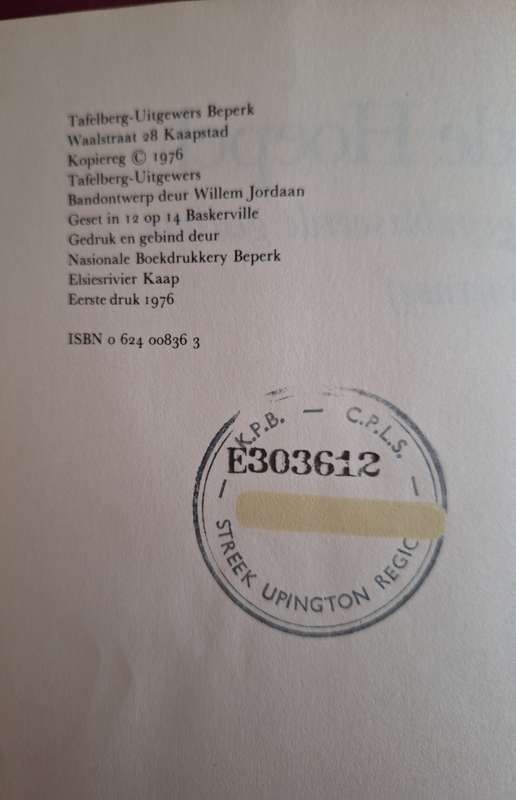 Tafelberg-Uitgewers Beperk
Waalstraat 28 Kaapstad
Kopiereg © 1976
Tafelberg-Uitgewers
Bandontwerp deur Willem Jordaan
Geset in 12 op 14 Baskerville
Gedruk en gebind deur
Nasionale Boekdrukkery Beperk
Elsiesrivier Kaap
Eerste druk 1976
ISBN 0 624 00836 3
K.P.B. — C.P.L.S.
E303612
STREEK UPINGTON REGIO